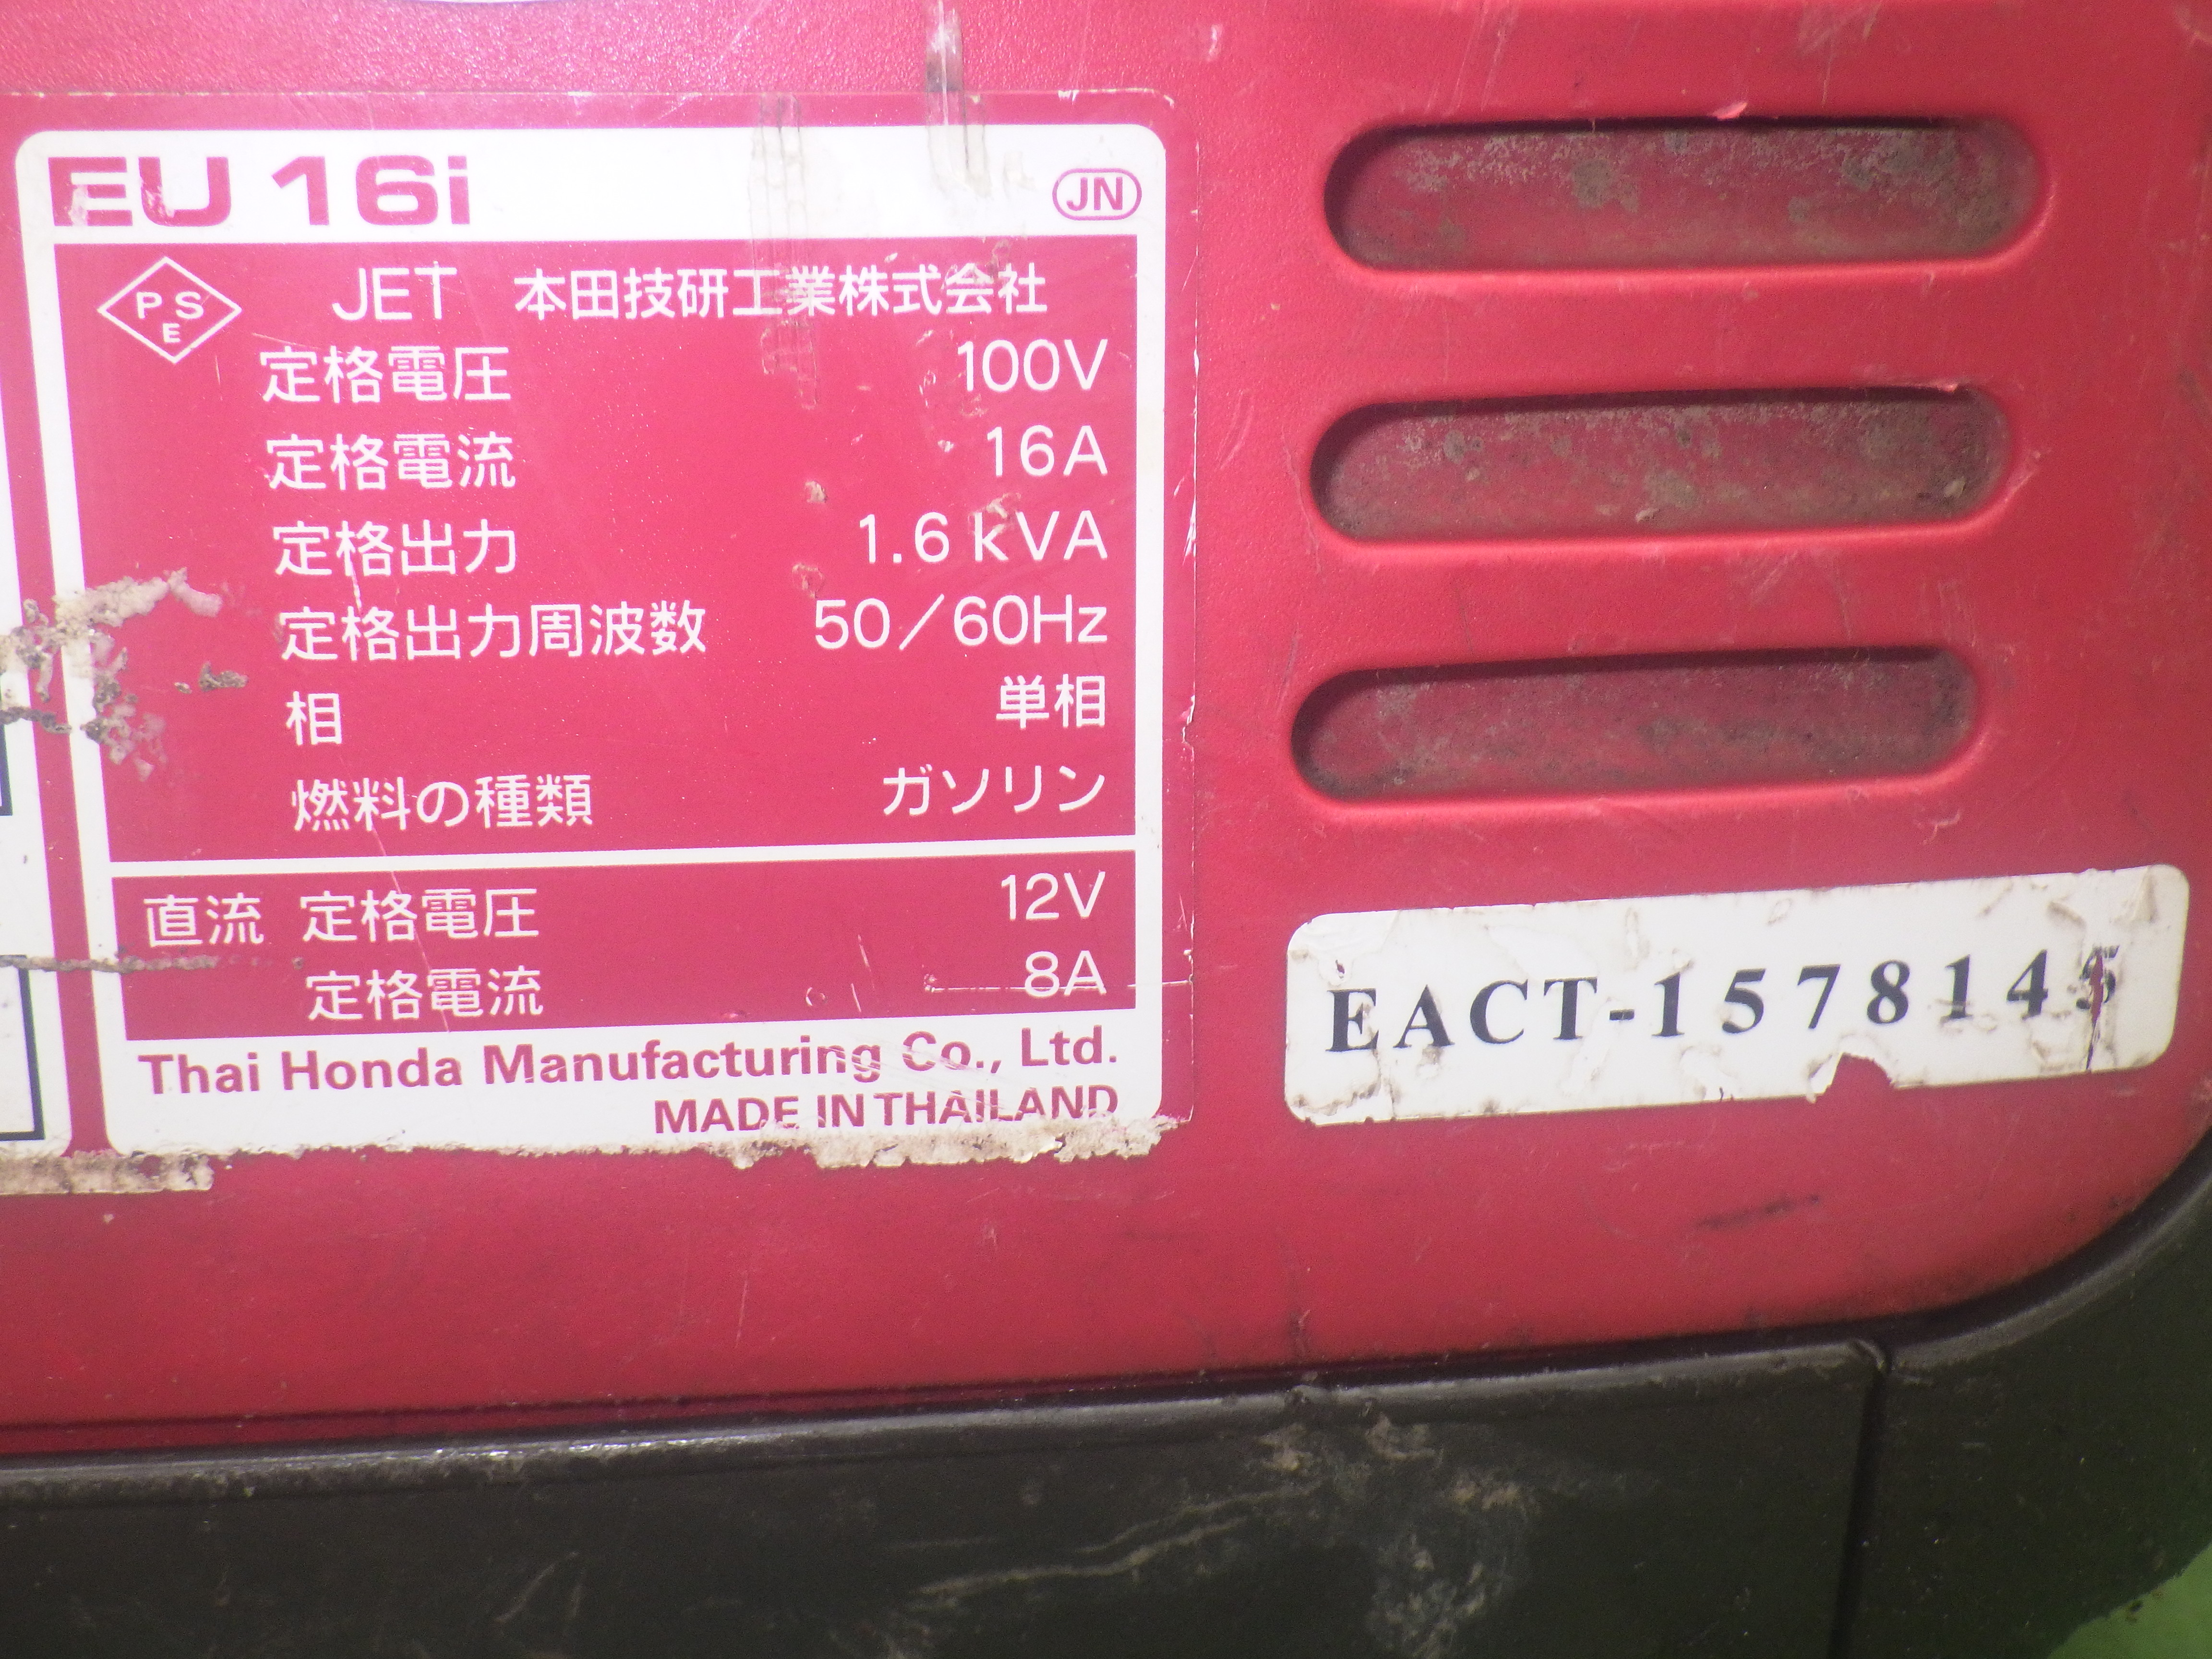 EU 16i JN
PSE JET 本田技研工業株式会社
定格電圧 100V
定格電流 16A
定格出力 1.6 kVA
定格出力周波数 50/60Hz
相 単相
燃料の種類 ガソリン
直流 定格電圧 12V
定格電流 8A
Thai Honda Manufacturing Co., Ltd.
MADE IN THAILAND
EACT-1578145